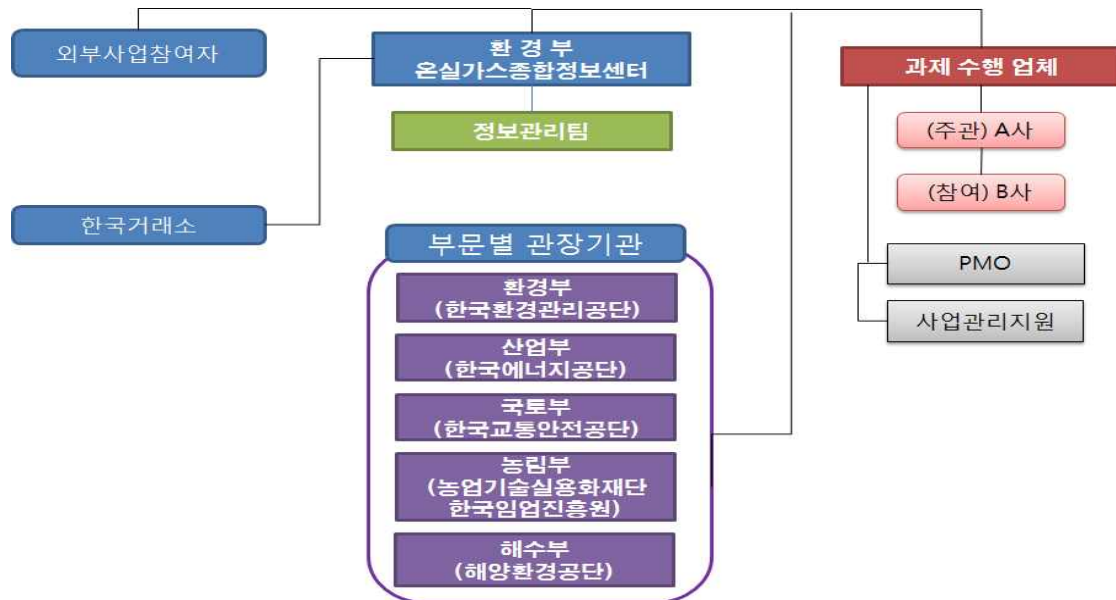 외부사업참여자
환 경 부
온실가스종합정보센터
정보관리팀
한국거래소
과제 수행 업체
(주관) A사
(참여) B사
PMO
사업관리지원
부문별 관장기관
환경부
(한국환경관리공단)
산업부
(한국에너지공단)
국토부
(한국교통안전공단)
농림부
(농업기술실용화재단
한국임업진흥원)
해수부
(해양환경공단)